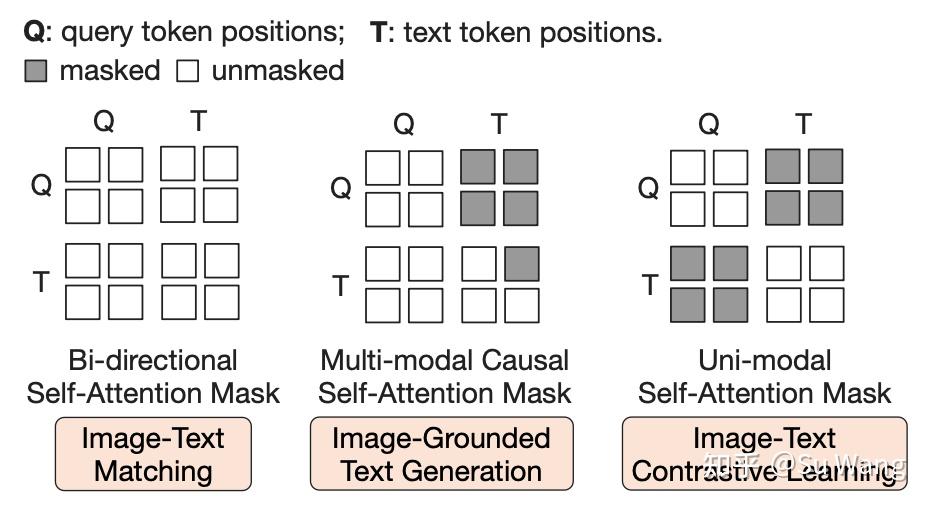 Q: query token positions; T: text token positions.
masked unmasked
Q T
Q T
Q T
Q
Q
Q
T
T
T
Bi-directional
Self-Attention Mask
Multi-modal Causal
Self-Attention Mask
Uni-modal
Self-Attention Mask
Image-Text
Matching
Image-Grounded
Text Generation
Image-Text
Contrastive Learning
知乎 @Su Wang